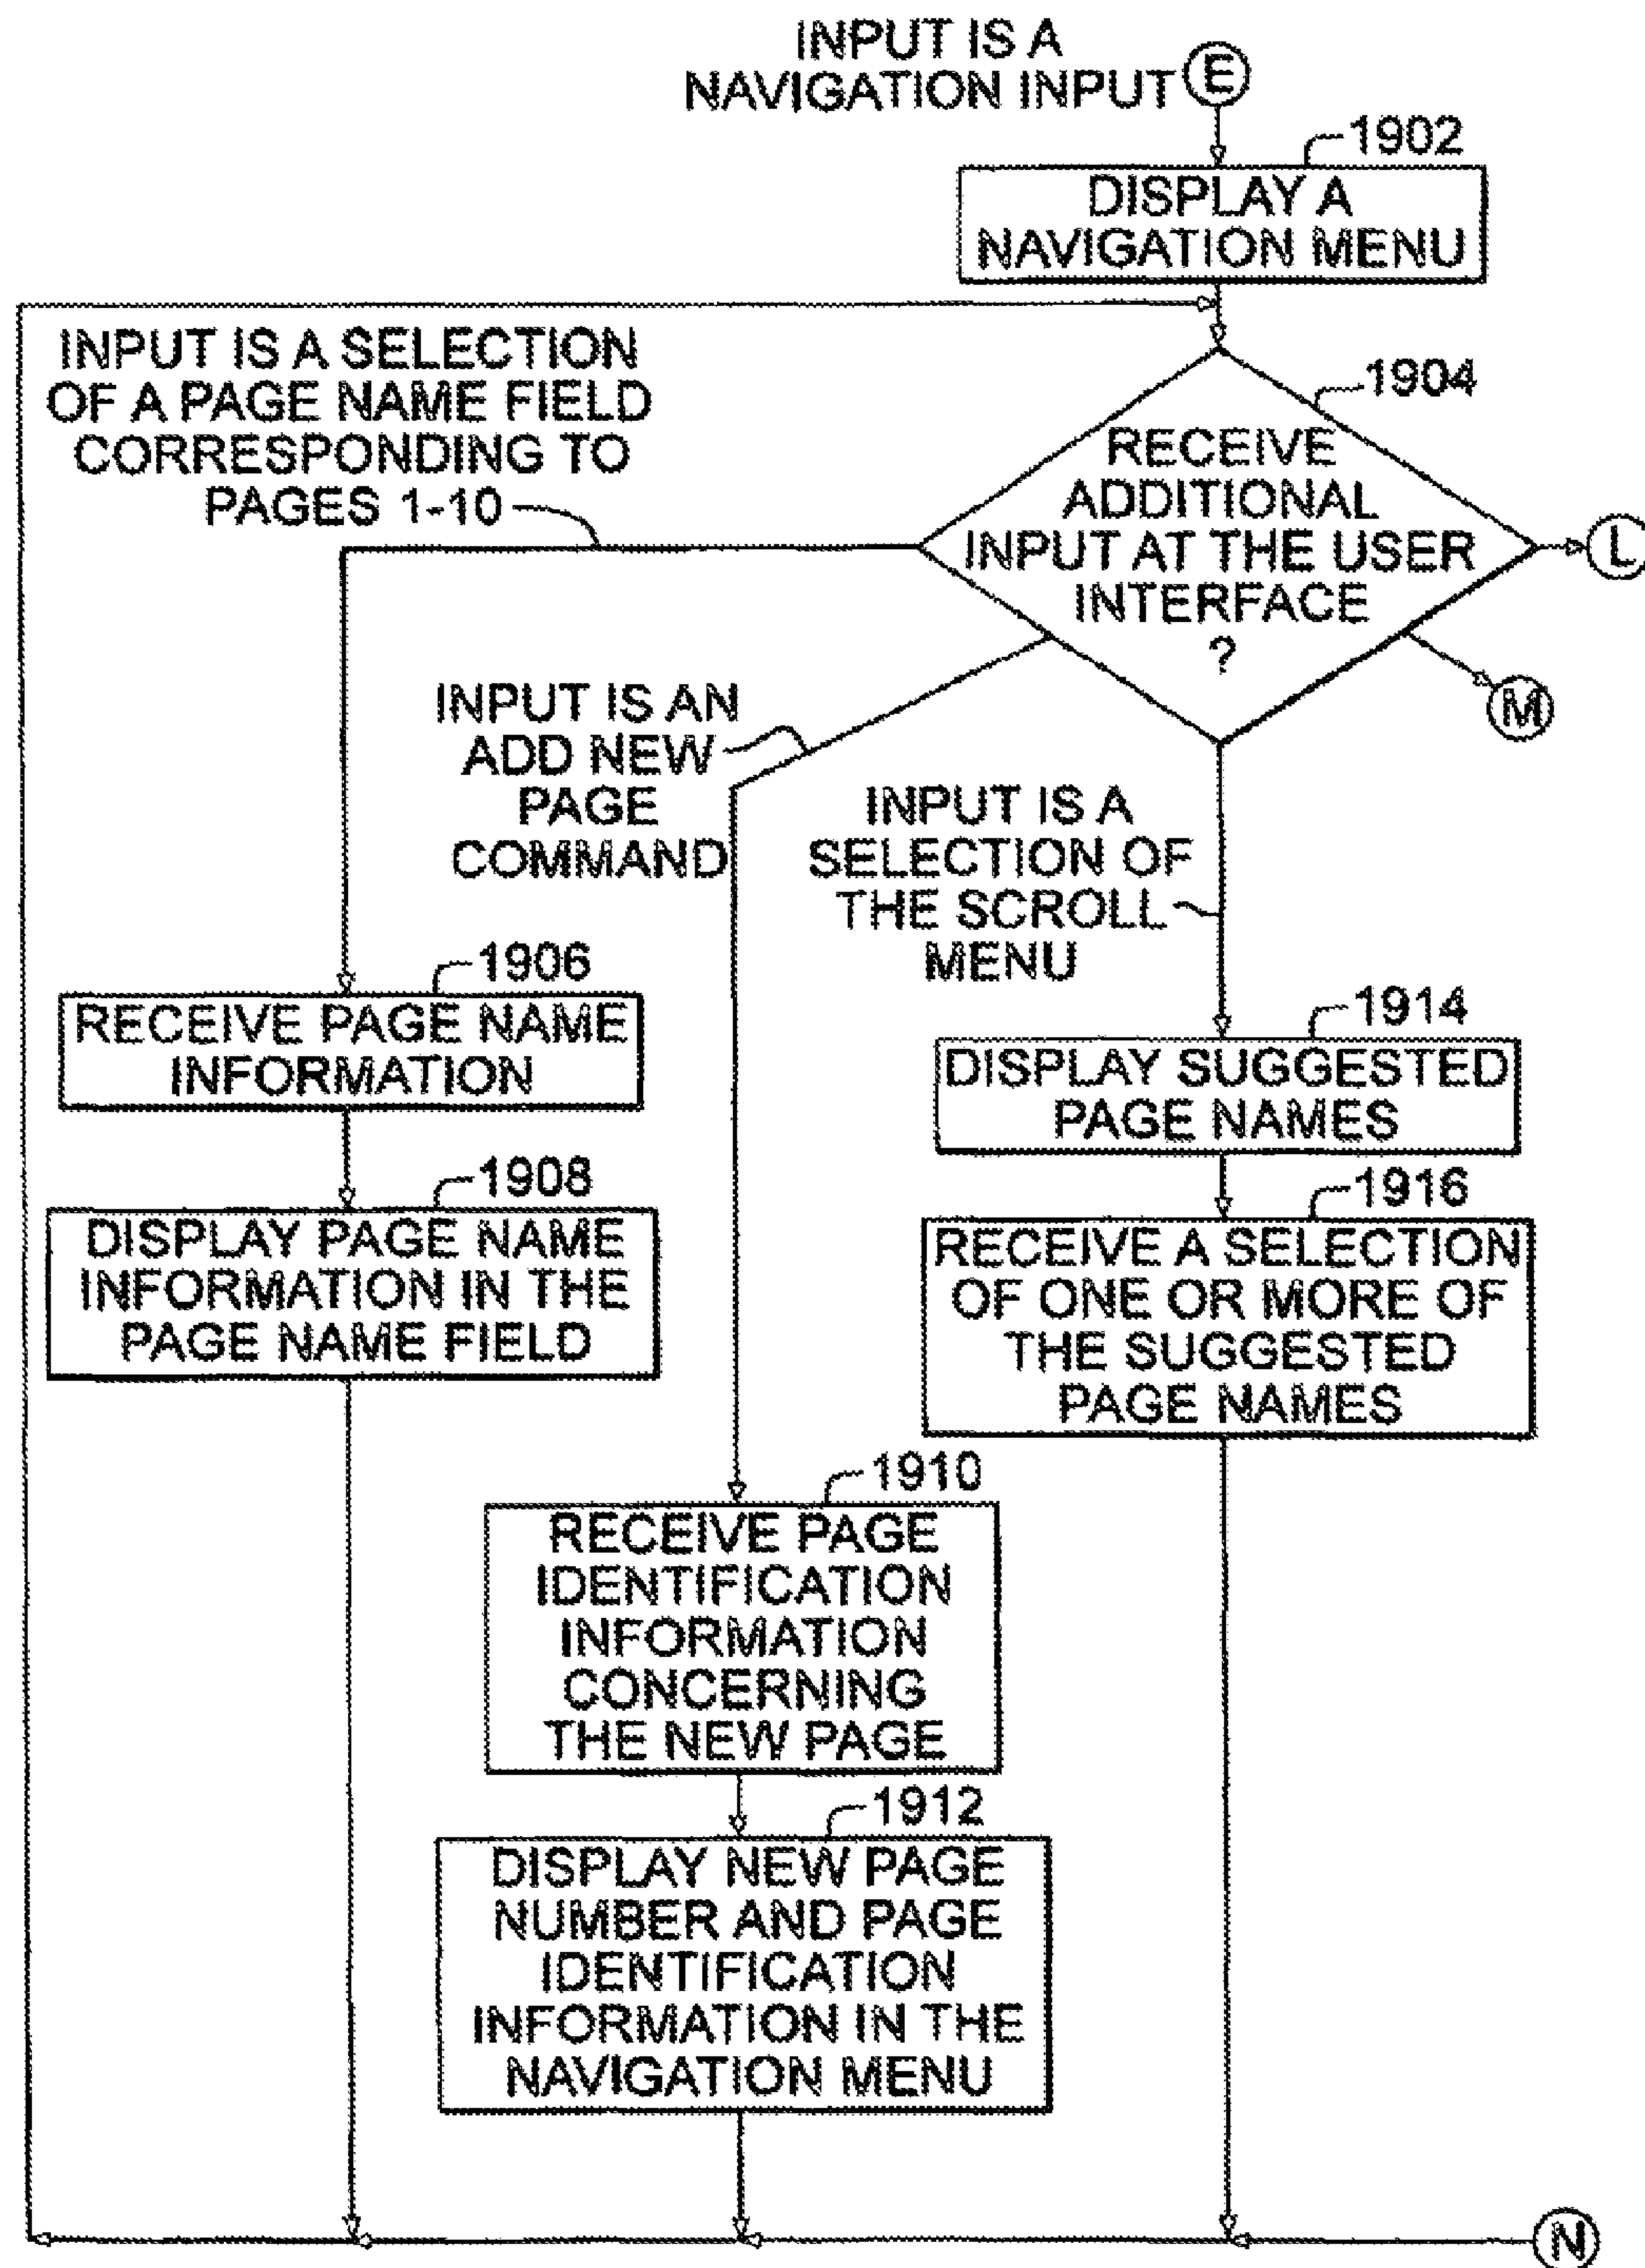 INPUT IS A
NAVIGATION INPUT
E
1902
DISPLAY A
NAVIGATION MENU
INPUT IS A SELECTION
OF A PAGE NAME FIELD
CORRESPONDING TO
PAGES 1-10
1904
RECEIVE
ADDITIONAL
INPUT AT THE USER
INTERFACE
?
L
M
INPUT IS AN
ADD NEW
PAGE
COMMAND
INPUT IS A
SELECTION OF
THE SCROLL
MENU
1906
RECEIVE PAGE NAME
INFORMATION
1914
DISPLAY SUGGESTED
PAGE NAMES
1908
DISPLAY PAGE NAME
INFORMATION IN THE
PAGE NAME FIELD
1916
RECEIVE A SELECTION
OF ONE OR MORE OF
THE SUGGESTED
PAGE NAMES
1910
RECEIVE PAGE
IDENTIFICATION
INFORMATION
CONCERNING
THE NEW PAGE
1912
DISPLAY NEW PAGE
NUMBER AND PAGE
IDENTIFICATION
INFORMATION IN THE
NAVIGATION MENU
N